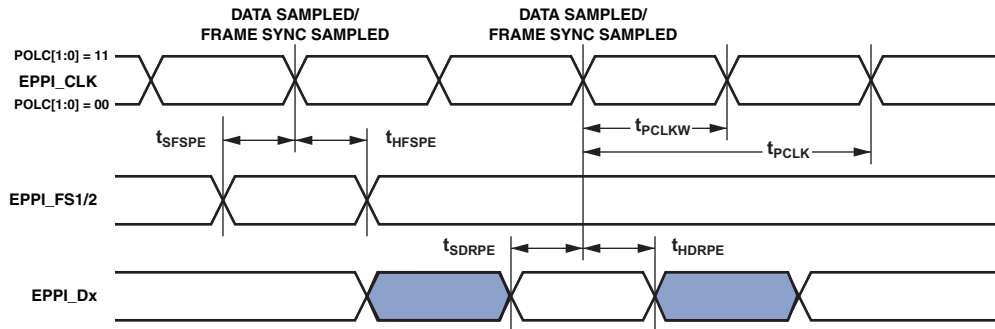 DATA SAMPLED/
FRAME SYNC SAMPLED
DATA SAMPLED/
FRAME SYNC SAMPLED
POLC[1:0] = 11
EPPI_CLK
POLC[1:0] = 00
tSFSPE
tHFSPE
tPCLKW
tPCLK
EPPI_FS1/2
tSDRPE
tHDRPE
EPPI_Dx